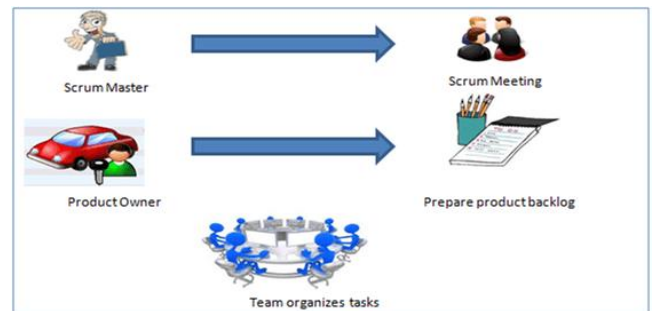 Scrum Master
Scrum Meeting
Product Owner
Prepare product backlog
Team organizes tasks